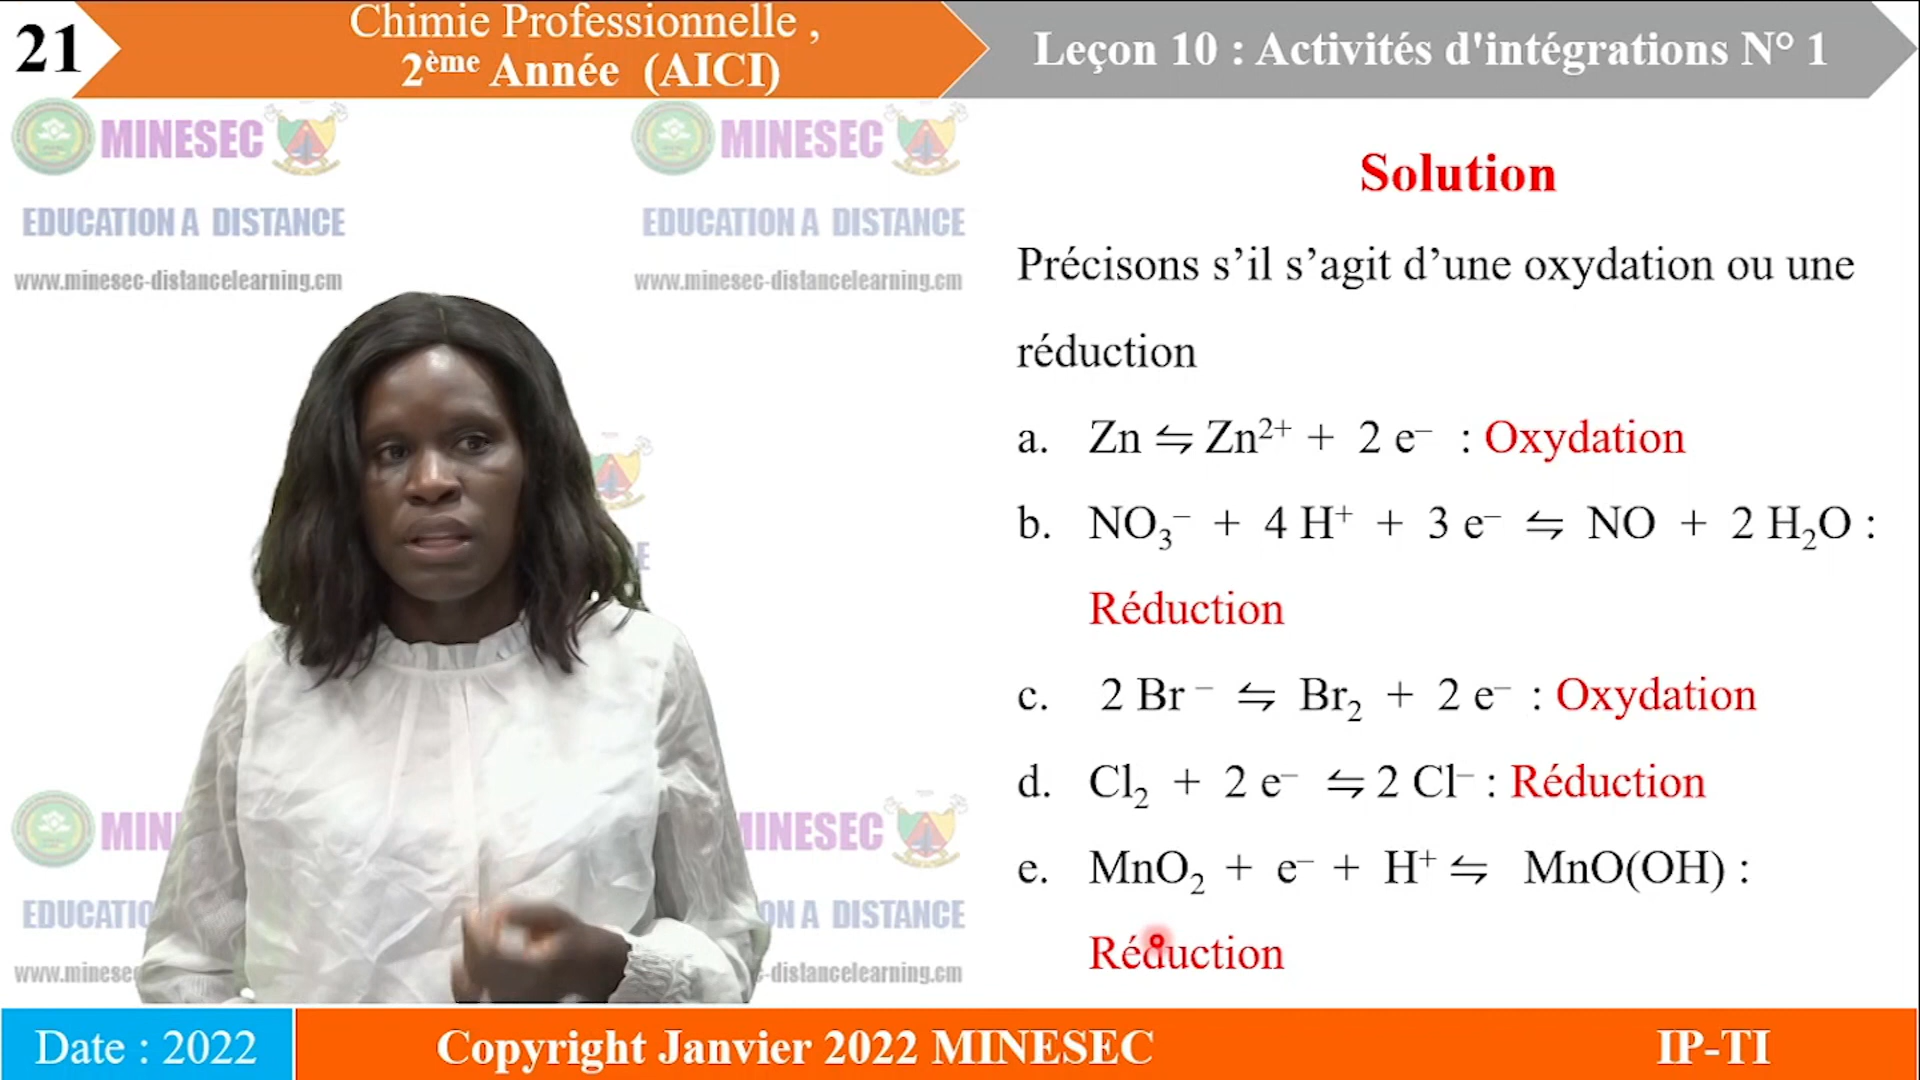 21
Chimie Professionnelle ,
2ème Année (AICI)
Leçon 10 : Activités d'intégrations N° 1
MINESEC
EDUCATION A DISTANCE
www.minesec-distancelearning.cm
MINESEC
EDUCATION A DISTANCE
www.minesec-distancelearning.cm
Solution
Précisons s’il s’agit d’une oxydation ou une
réduction
a. Zn ⇋ Zn²⁺ + 2 e⁻ : Oxydation
b. NO₃⁻ + 4 H⁺ + 3 e⁻ ⇋ NO + 2 H₂O :
Réduction
c. 2 Br⁻ ⇋ Br₂ + 2 e⁻ : Oxydation
d. Cl₂ + 2 e⁻ ⇋ 2 Cl⁻ : Réduction
e. MnO₂ + e⁻ + H⁺ ⇋ MnO(OH) :
Réduction
E
MIN
INESEC
EDUCATIO
ON A DISTANCE
www.minesec
-distancelearning.cm
Date : 2022
Copyright Janvier 2022 MINESEC
IP-TI